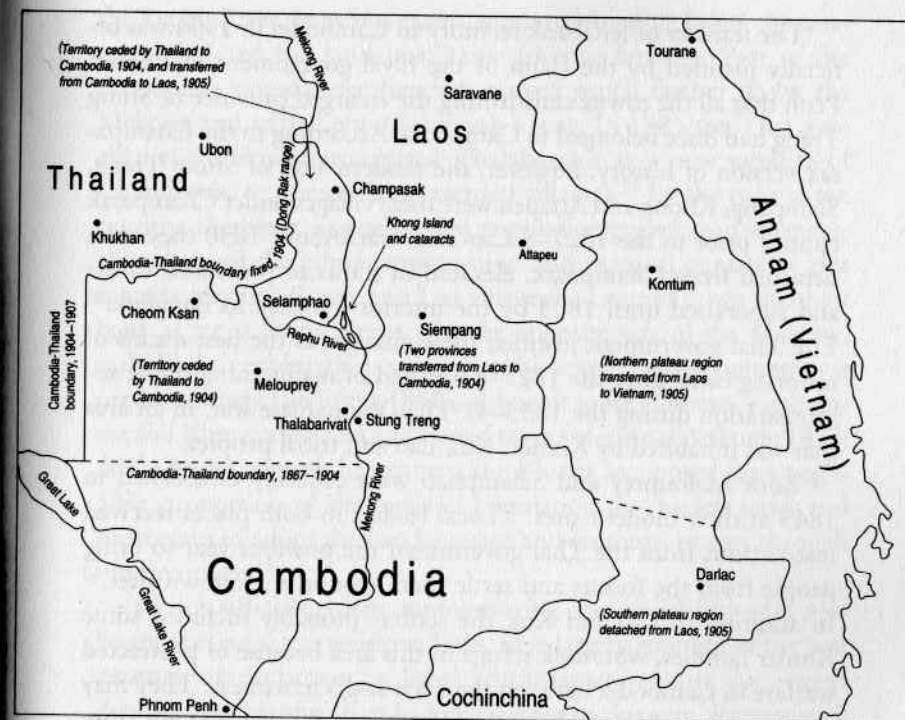 (Territory ceded by Thailand to
Cambodia, 1904, and transferred
from Cambodia to Laos, 1905)
Mekong River
Tourane
Saravane
Laos
Ubon
Thailand
Champasak
Khukhan
Khong Island
and cataracts
Attapeu
Annam (Vietnam)
Cambodia-Thailand boundary fixed, 1904 (Dong Rak range)
Kontum
Cheom Ksan
Selamphao
Siempang
Rephu River
(Two provinces
transferred from Laos to
Cambodia, 1904)
(Northern plateau region
transferred from Laos
to Vietnam, 1905)
Cambodia-Thailand
boundary, 1904–1907
(Territory ceded
by Thailand to
Cambodia, 1904)
Melouprey
Thalabarivat
Stung Treng
Cambodia-Thailand boundary, 1867–1904
Great Lake
Mekong River
Cambodia
Darlac
Great Lake River
(Southern plateau region
detached from Laos, 1905)
Cochinchina
Phnom Penh